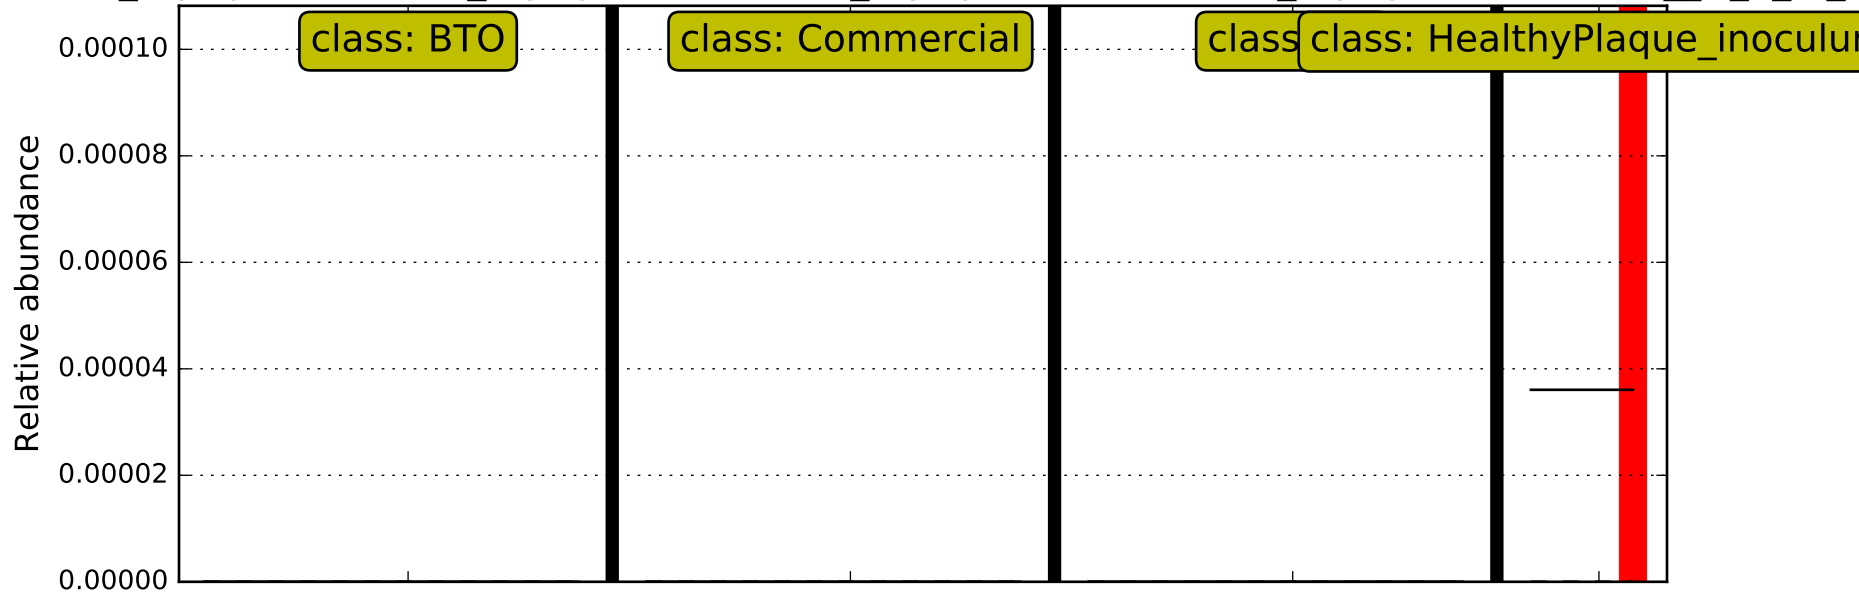 class: BTO
class: Commercial
class
class: HealthyPlaque_inoculu
0.00010
0.00008
0.00006
0.00004
0.00002
0.00000
Relative abundance